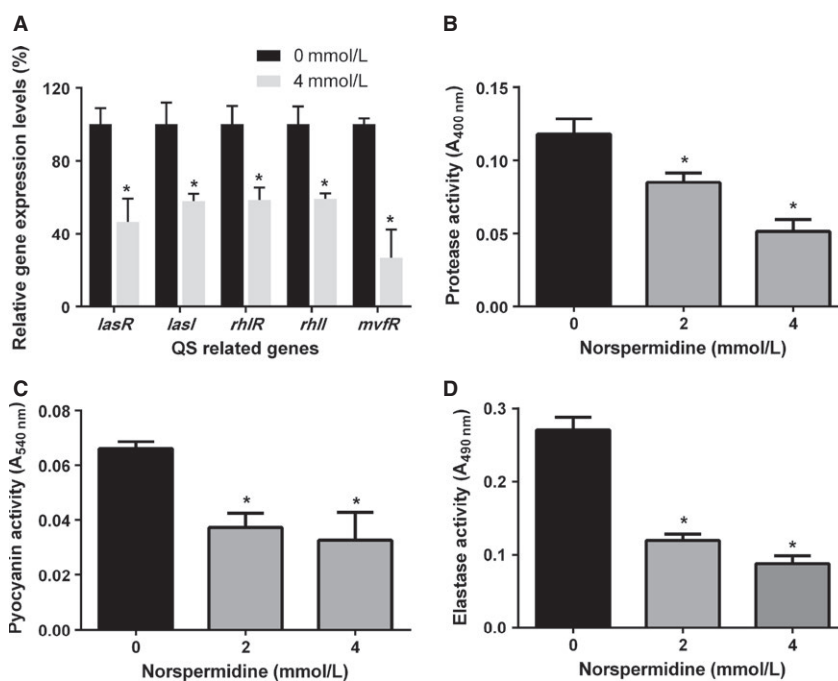 A
Relative gene expression levels (%)
0 mmol/L
4 mmol/L
120
80
40
0
*
*
*
*
*
lasR
lasI
rhlR
rhlI
mvfR
QS related genes
B
Protease activity (A400 nm)
0.15
0.10
0.05
0.00
*
*
0
2
4
Norspermidine (mmol/L)
C
Pyocyanin activity (A540 nm)
0.08
0.06
0.04
0.02
0.00
*
*
0
2
4
Norspermidine (mmol/L)
D
Elastase activity (A490 nm)
0.3
0.2
0.1
0.0
*
*
0
2
4
Norspermidine (mmol/L)